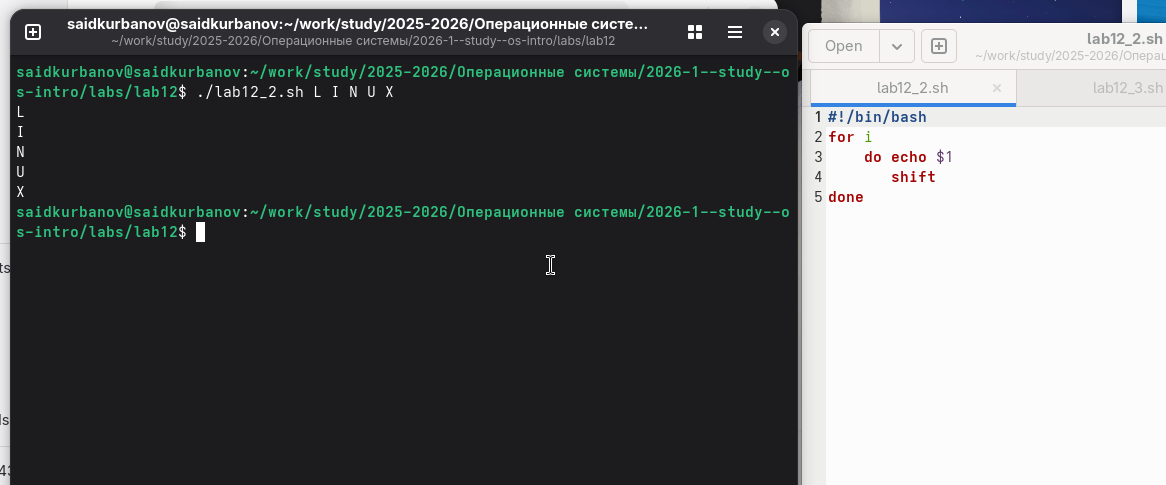 saidkurbanov@saidkurbanov:~/work/study/2025-2026/Операционные систе…
~/work/study/2025-2026/Операционные системы/2026-1--study--os-intro/labs/lab12
saidkurbanov@saidkurbanov:~/work/study/2025-2026/Операционные системы/2026-1--study--o
s-intro/labs/lab12$ ./lab12_2.sh L I N U X
L
I
N
U
X
saidkurbanov@saidkurbanov:~/work/study/2025-2026/Операционные системы/2026-1--study--o
s-intro/labs/lab12$
Open
lab12_2.sh
~/work/study/2025-2026/Операц
lab12_2.sh
lab12_3.sh
1 #!/bin/bash
2 for i
3     do echo $1
4        shift
5 done